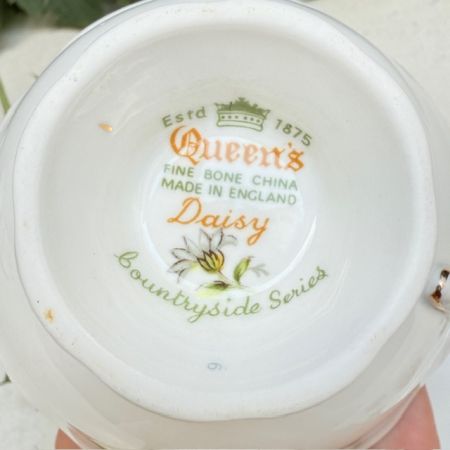 Estd 1875
Queen's
FINE BONE CHINA
MADE IN ENGLAND
Daisy
Countryside Series